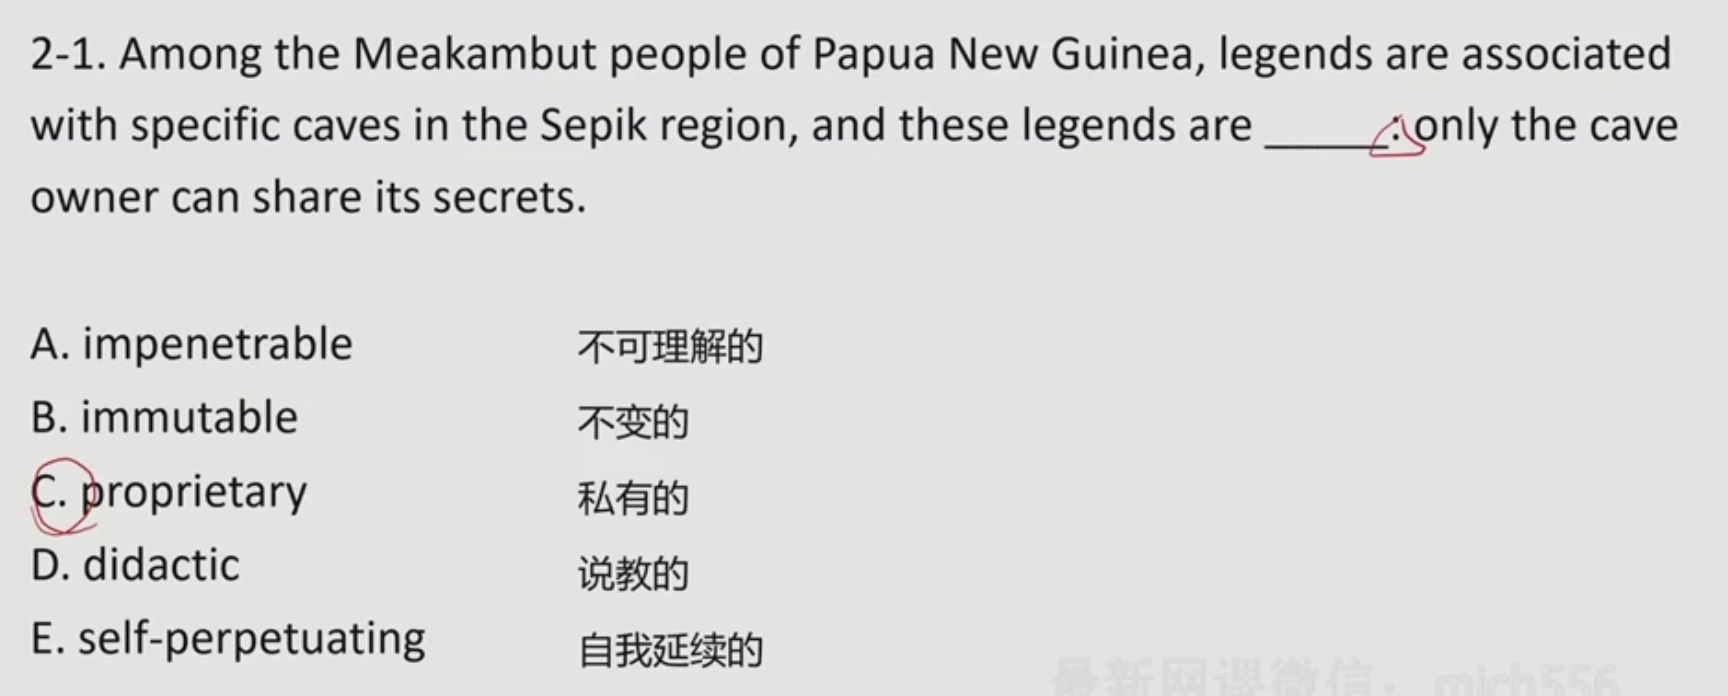 2-1. Among the Meakambut people of Papua New Guinea, legends are associated
with specific caves in the Sepik region, and these legends are _____: only the cave
owner can share its secrets.
A. impenetrable 不可理解的
B. immutable 不变的
C. proprietary 私有的
D. didactic 说教的
E. self-perpetuating 自我延续的
最新网课微信：mich556